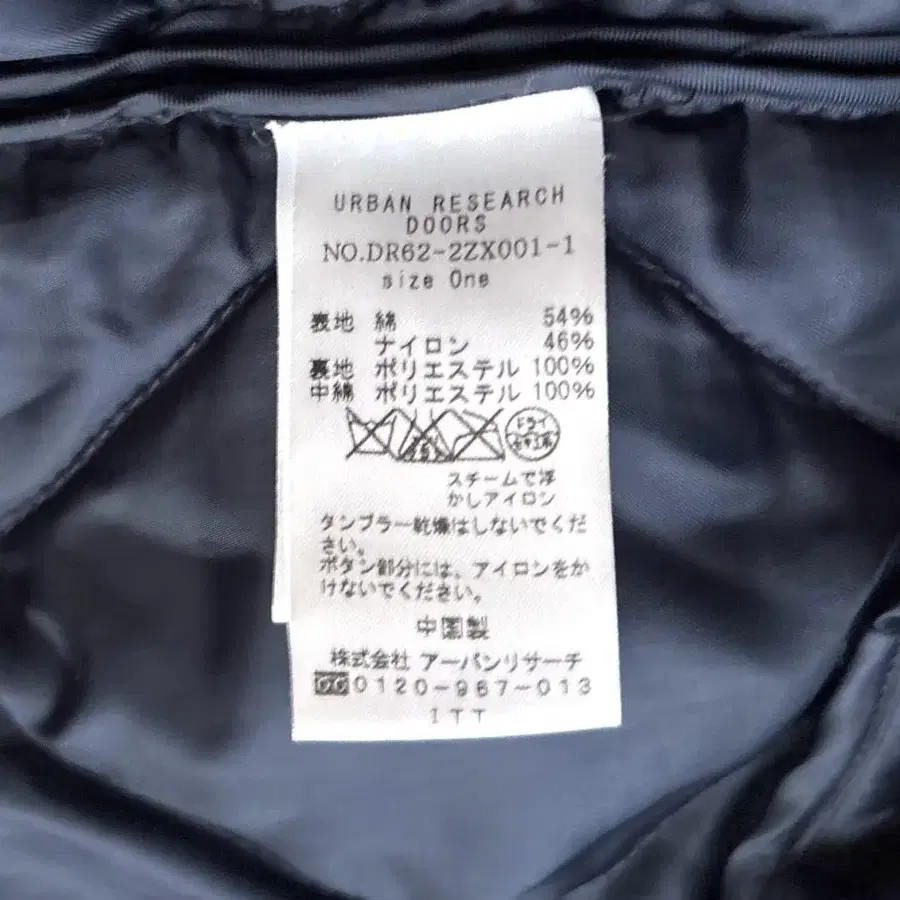 URBAN RESEARCH
DOORS
NO.DR62-2ZX001-1
size One
表地 綿 54%
ナイロン 46%
裏地 ポリエステル 100%
中綿 ポリエステル 100%
ドライ
スチームで浮
かしアイロン
タンブラー乾燥はしないでくだ
さい。
ボタン部分には、アイロンをか
けないでください。
中国製
株式会社 アーバンリサーチ
0120-967-013
ITT